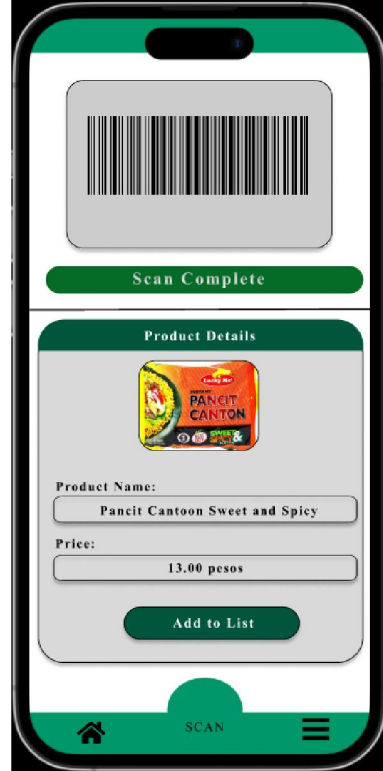 Scan Complete
Product Details
Lucky Me!
PANCIT
CANTON
SWEET &
Product Name:
Pancit Cantoon Sweet and Spicy
Price:
13.00 pesos
Add to List
SCAN